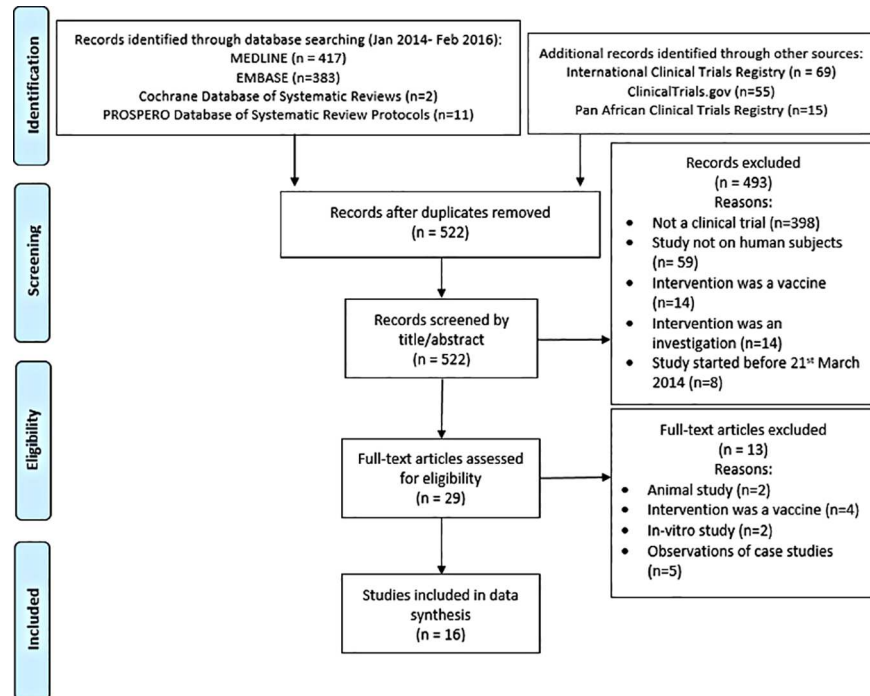 Identification
Records identified through database searching (Jan 2014- Feb 2016):
MEDLINE (n = 417)
EMBASE (n=383)
Cochrane Database of Systematic Reviews (n=2)
PROSPERO Database of Systematic Review Protocols (n=11)
Additional records identified through other sources:
International Clinical Trials Registry (n = 69)
ClinicalTrials.gov (n=55)
Pan African Clinical Trials Registry (n=15)
Screening
Records after duplicates removed
(n = 522)
Records screened by
title/abstract
(n = 522)
Records excluded
(n = 493)
Reasons:
• Not a clinical trial (n=398)
• Study not on human subjects
(n= 59)
• Intervention was a vaccine
(n=14)
• Intervention was an
investigation (n=14)
• Study started before 21st March
2014 (n=8)
Eligibility
Full-text articles assessed
for eligibility
(n = 29)
Full-text articles excluded
(n = 13)
Reasons:
• Animal study (n=2)
• Intervention was a vaccine (n=4)
• In-vitro study (n=2)
• Observations of case studies
(n=5)
Included
Studies included in data
synthesis
(n = 16)